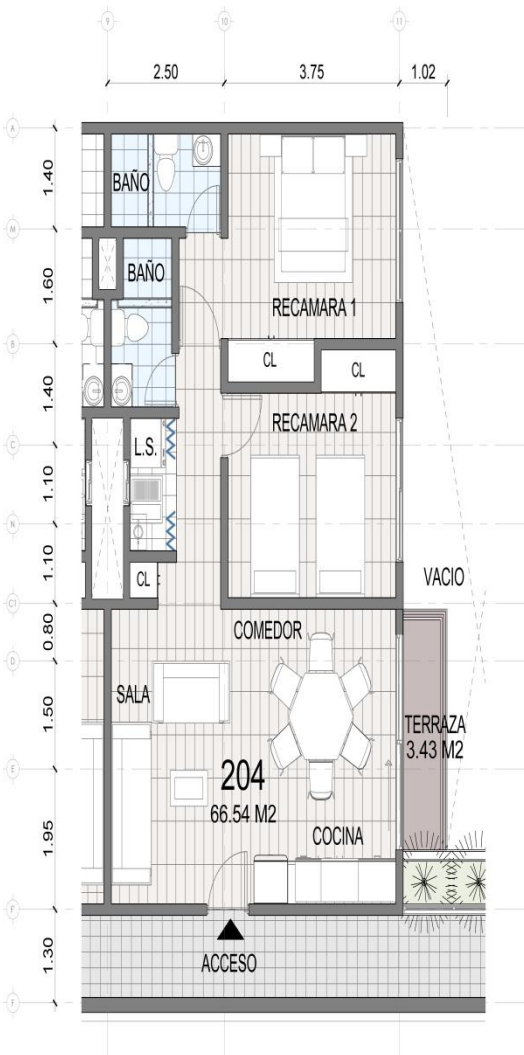 9
10
11
2.50
3.75
1.02
A
1.40
BAÑO
M
1.60
BAÑO
RECAMARA 1
B
CL
CL
1.40
RECAMARA 2
C
L.S.
1.10
N
1.10
VACIO
CL
C1
0.80
COMEDOR
D
SALA
1.50
TERRAZA
3.43 M2
E
204
66.54 M2
COCINA
1.95
F'
1.30
ACCESO
F